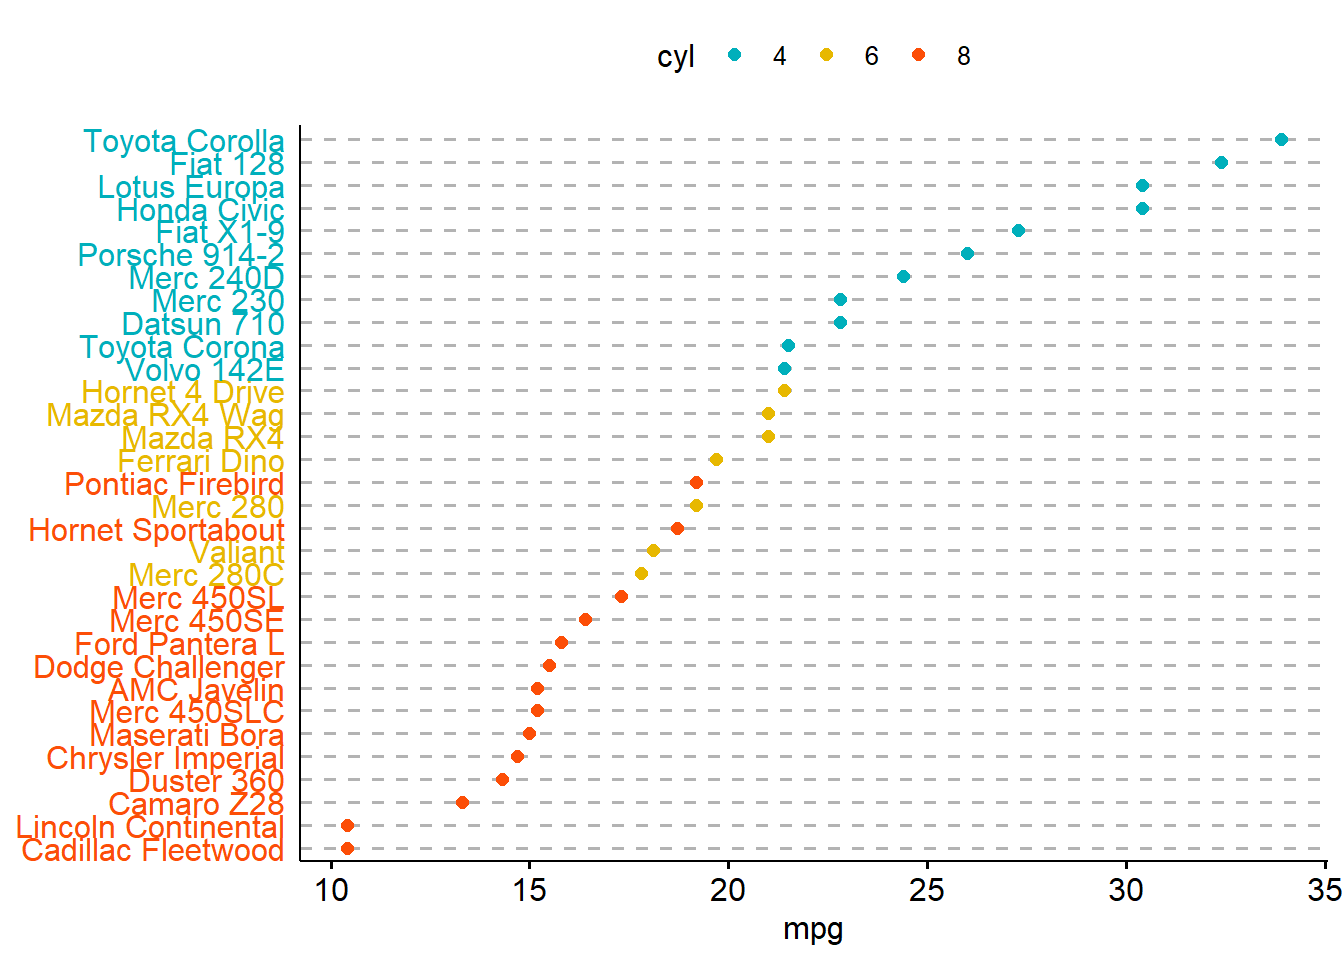 cyl 4 6 8
Toyota Corolla
Fiat 128
Lotus Europa
Honda Civic
Fiat X1-9
Porsche 914-2
Merc 240D
Merc 230
Datsun 710
Toyota Corona
Volvo 142E
Hornet 4 Drive
Mazda RX4 Wag
Mazda RX4
Ferrari Dino
Pontiac Firebird
Merc 280
Hornet Sportabout
Valiant
Merc 280C
Merc 450SL
Merc 450SE
Ford Pantera L
Dodge Challenger
AMC Javelin
Merc 450SLC
Maserati Bora
Chrysler Imperial
Duster 360
Camaro Z28
Lincoln Continental
Cadillac Fleetwood
10 15 20 25 30 35
mpg